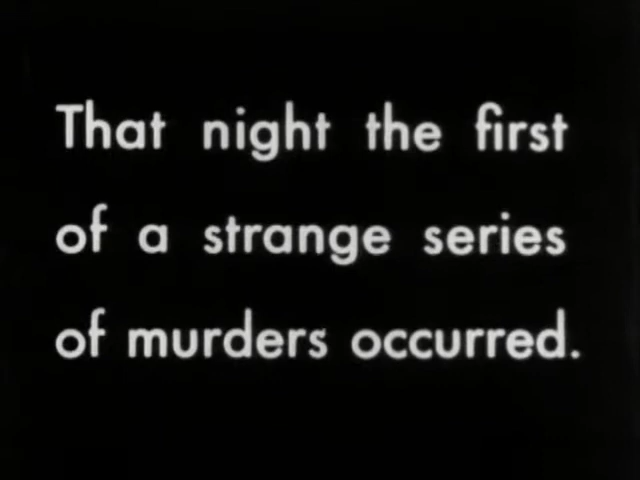 That night the first
of a strange series
of murders occurred.